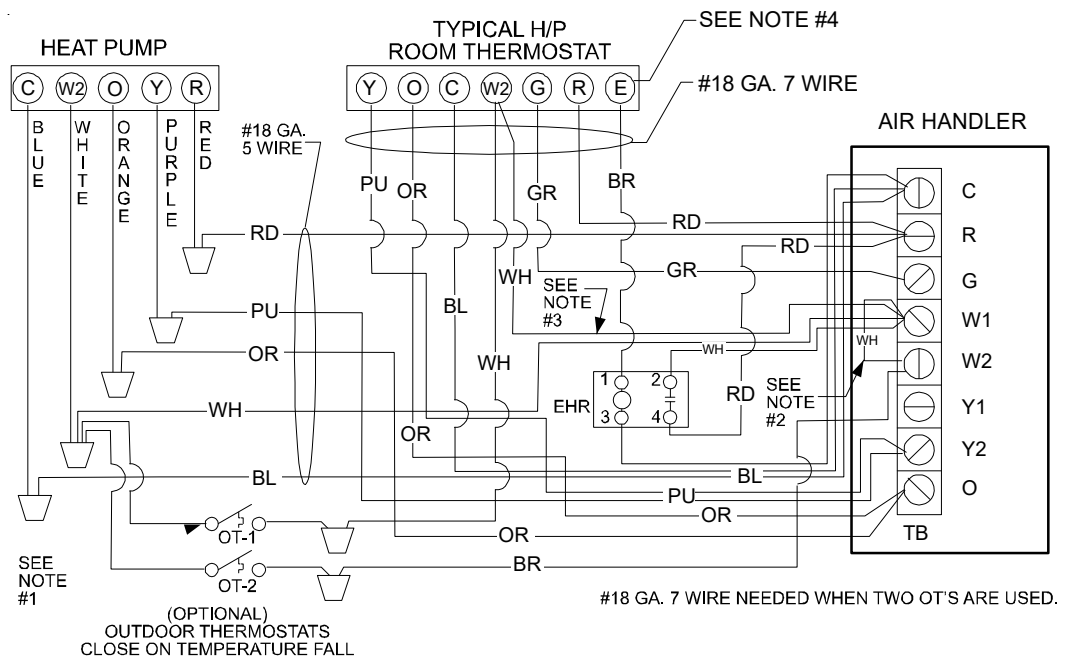 SEE NOTE #4
TYPICAL H/P
ROOM THERMOSTAT
HEAT PUMP
C W2 O Y R
Y O C W2 G R E
#18 GA. 7 WIRE
AIR HANDLER
BLUE
WHITE
ORANGE
PURPLE
RED
#18 GA.
5 WIRE
PU
OR
GR
BR
C
RD
RD
RD
R
WH
GR
G
SEE
NOTE
#3
BL
PU
W1
WH
OR
WH
WH
W2
1 2
EHR
3 4
RD
SEE
NOTE
#2
WH
Y1
OR
Y2
BL
BL
PU
O
OR
OT-1
OR
TB
SEE
NOTE
#1
OT-2
BR
#18 GA. 7 WIRE NEEDED WHEN TWO OT'S ARE USED.
(OPTIONAL)
OUTDOOR THERMOSTATS
CLOSE ON TEMPERATURE FALL